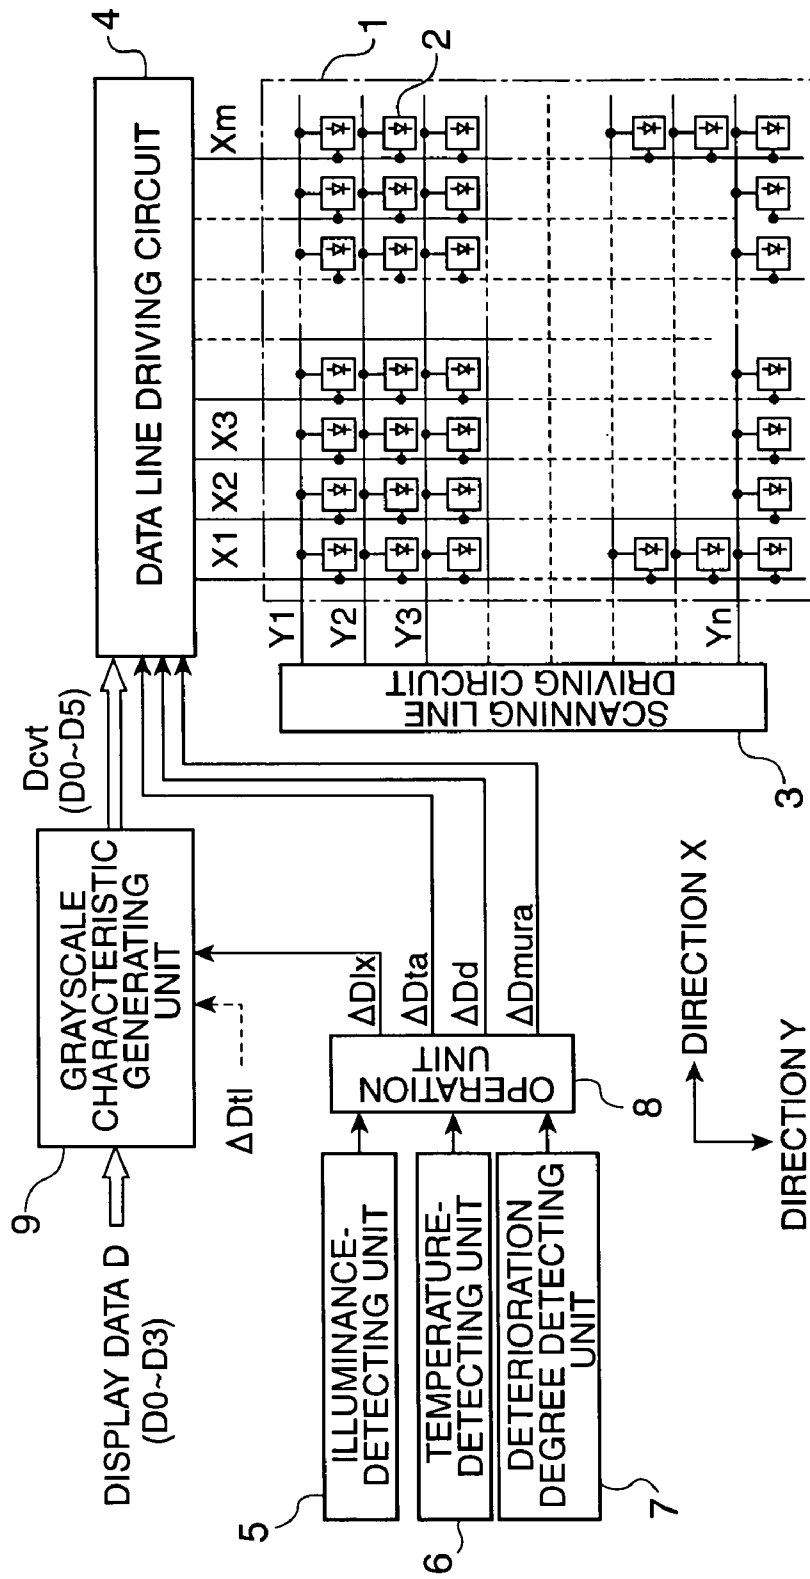 9
GRAYSCALE
CHARACTERISTIC
GENERATING
UNIT
DISPLAY DATA D
(D0~D3)
Dcvt
(D0~D5)
4
DATA LINE DRIVING CIRCUIT
ΔDtl
X1
X2
X3
Xm
1
2
Y1
Y2
Y3
Yn
SCANNING LINE
DRIVING CIRCUIT
3
5
ILLUMINANCE-
DETECTING UNIT
6
TEMPERATURE-
DETECTING UNIT
7
DETERIORATION
DEGREE DETECTING
UNIT
OPERATION
UNIT
8
ΔDlx
ΔDta
ΔDd
ΔDmura
DIRECTION X
DIRECTION Y